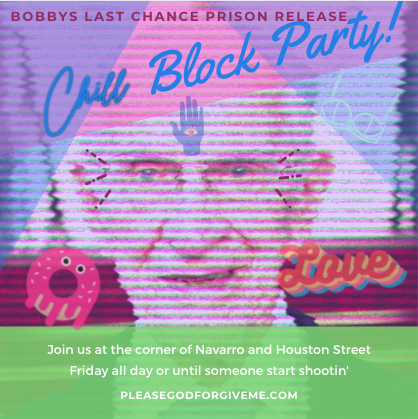 BOBBYS LAST CHANCE PRISON RELEASE
Chill Block Party!
Love
Join us at the corner of Navarro and Houston Street
Friday all day or until someone start shootin'
PLEASEGODFORGIVEME.COM